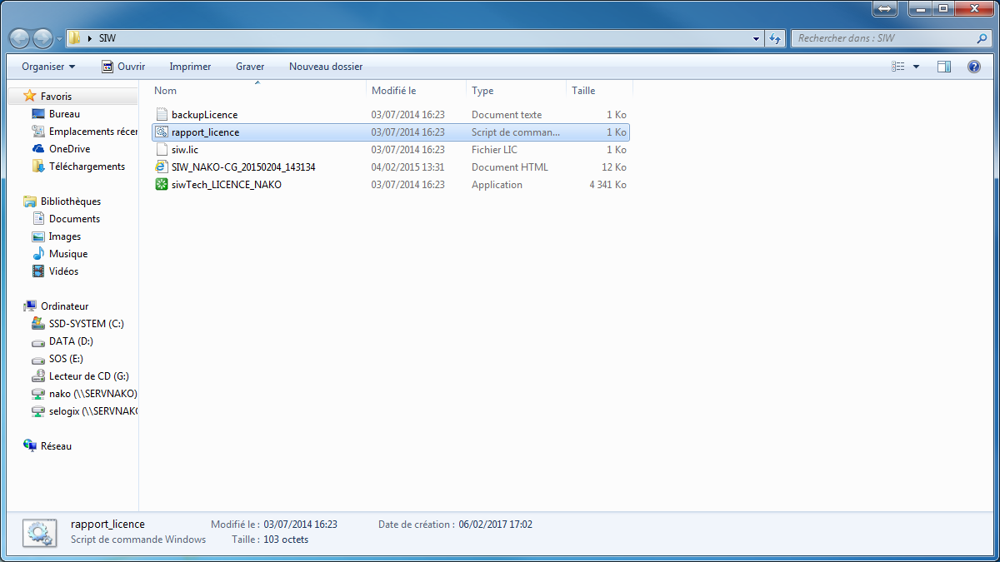 SIW
Rechercher dans : SIW
Organiser Ouvrir Imprimer Graver Nouveau dossier
Favoris
Bureau
Emplacements récen
OneDrive
Téléchargements
Bibliothèques
Documents
Images
Musique
Vidéos
Ordinateur
SSD-SYSTEM (C:)
DATA (D:)
SOS (E:)
Lecteur de CD (G:)
nako (\\SERVNAKO)
selogix (\\SERVNAKO
Réseau
Nom Modifié le Type Taille
backupLicence 03/07/2014 16:23 Document texte 1 Ko
rapport_licence 03/07/2014 16:23 Script de comman... 1 Ko
siw.lic 03/07/2014 16:23 Fichier LIC 1 Ko
SIW_NAKO-CG_20150204_143134 04/02/2015 13:31 Document HTML 12 Ko
siwTech_LICENCE_NAKO 03/07/2014 16:23 Application 4 341 Ko
rapport_licence Modifié le : 03/07/2014 16:23 Date de création : 06/02/2017 17:02
Script de commande Windows Taille : 103 octets